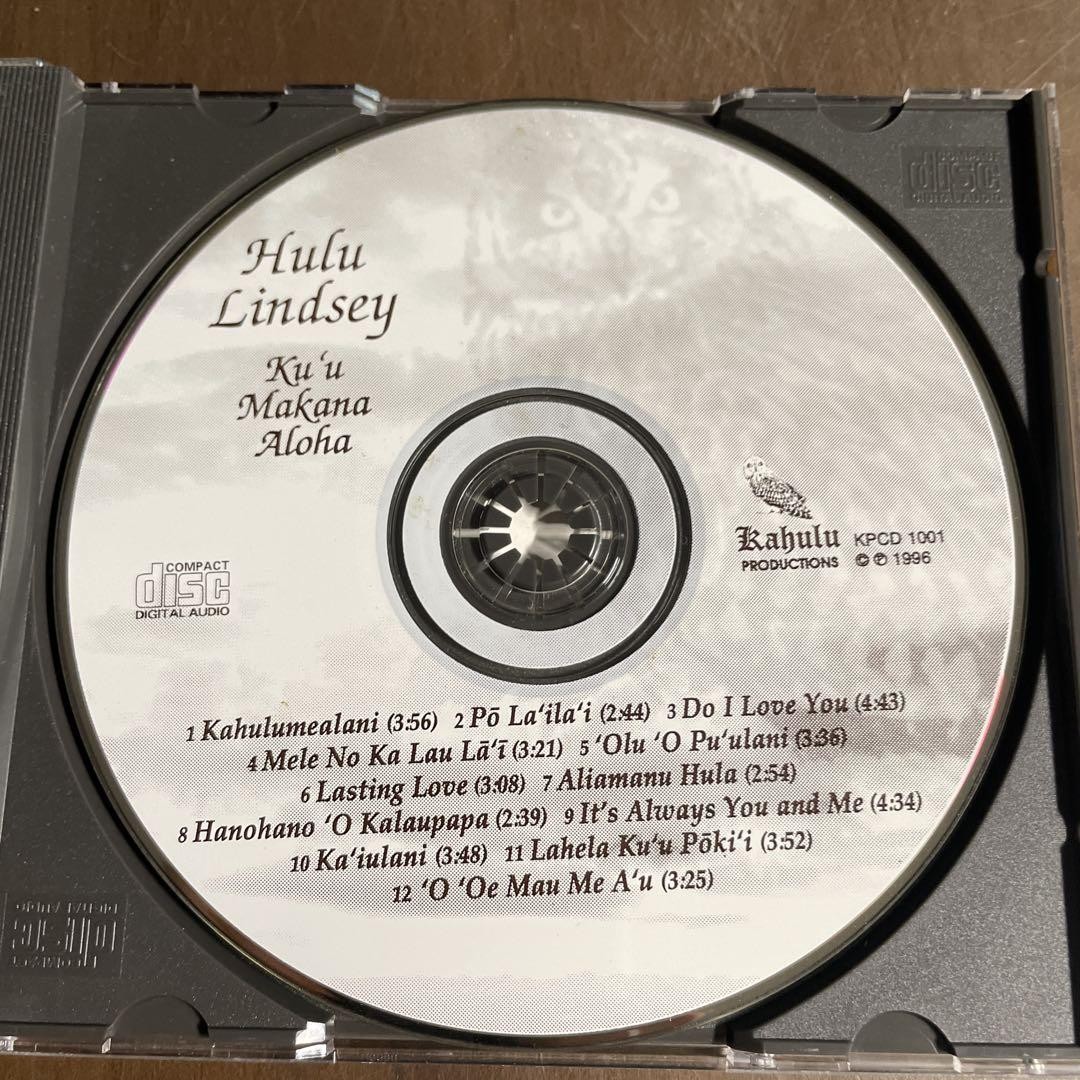 Hulu
Lindsey
Ku‘u
Makana
Aloha
COMPACT
disc
DIGITAL AUDIO
Kahulu KPCD 1001
PRODUCTIONS © ℗ 1996
1 Kahulumealani (3:56) 2 Pō La‘ila‘i (2:44) 3 Do I Love You (4:43)
4 Mele No Ka Lau Lā‘ī (3:21) 5 ‘Olu ‘O Pu‘ulani (3:36)
6 Lasting Love (3:08) 7 Aliamanu Hula (2:54)
8 Hanohano ‘O Kalaupapa (2:39) 9 It's Always You and Me (4:34)
10 Ka‘iulani (3:48) 11 Lahela Ku‘u Pōki‘i (3:52)
12 ‘O ‘Oe Mau Me A‘u (3:25)
COMPACT
disc
DIGITAL AUDIO
COMPACT
disc
DIGITAL AUDIO